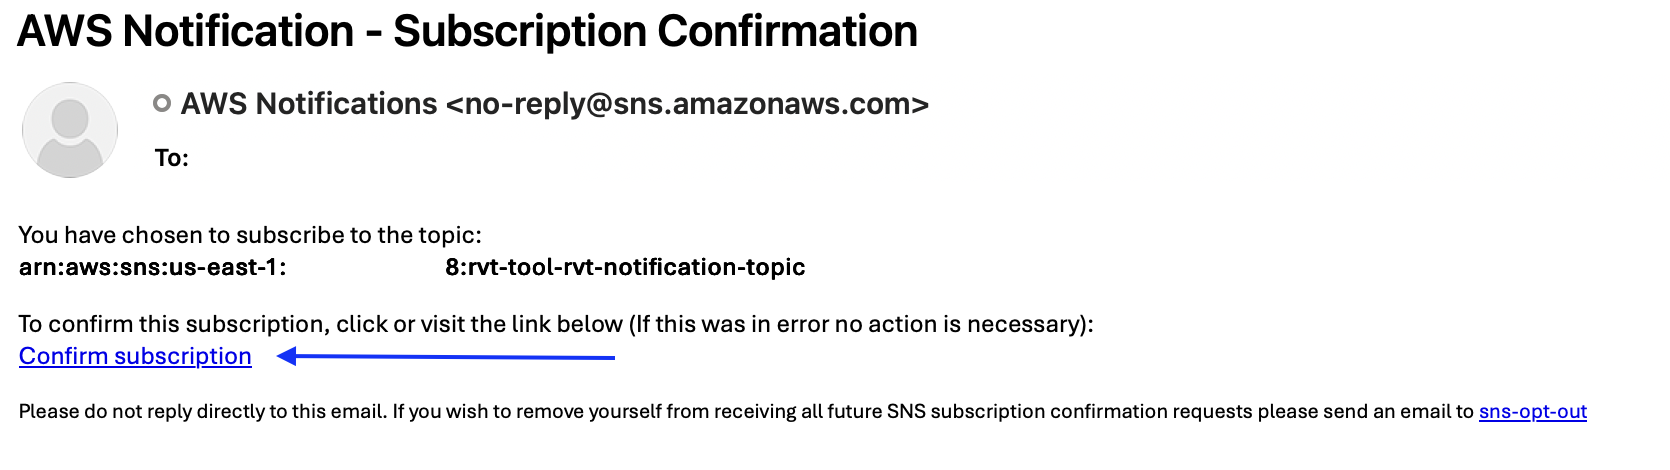 AWS Notification - Subscription Confirmation
AWS Notifications <no-reply@sns.amazonaws.com>
To:
You have chosen to subscribe to the topic:
arn:aws:sns:us-east-1: 8:rvt-tool-rvt-notification-topic
To confirm this subscription, click or visit the link below (If this was in error no action is necessary):
Confirm subscription
Please do not reply directly to this email. If you wish to remove yourself from receiving all future SNS subscription confirmation requests please send an email to sns-opt-out